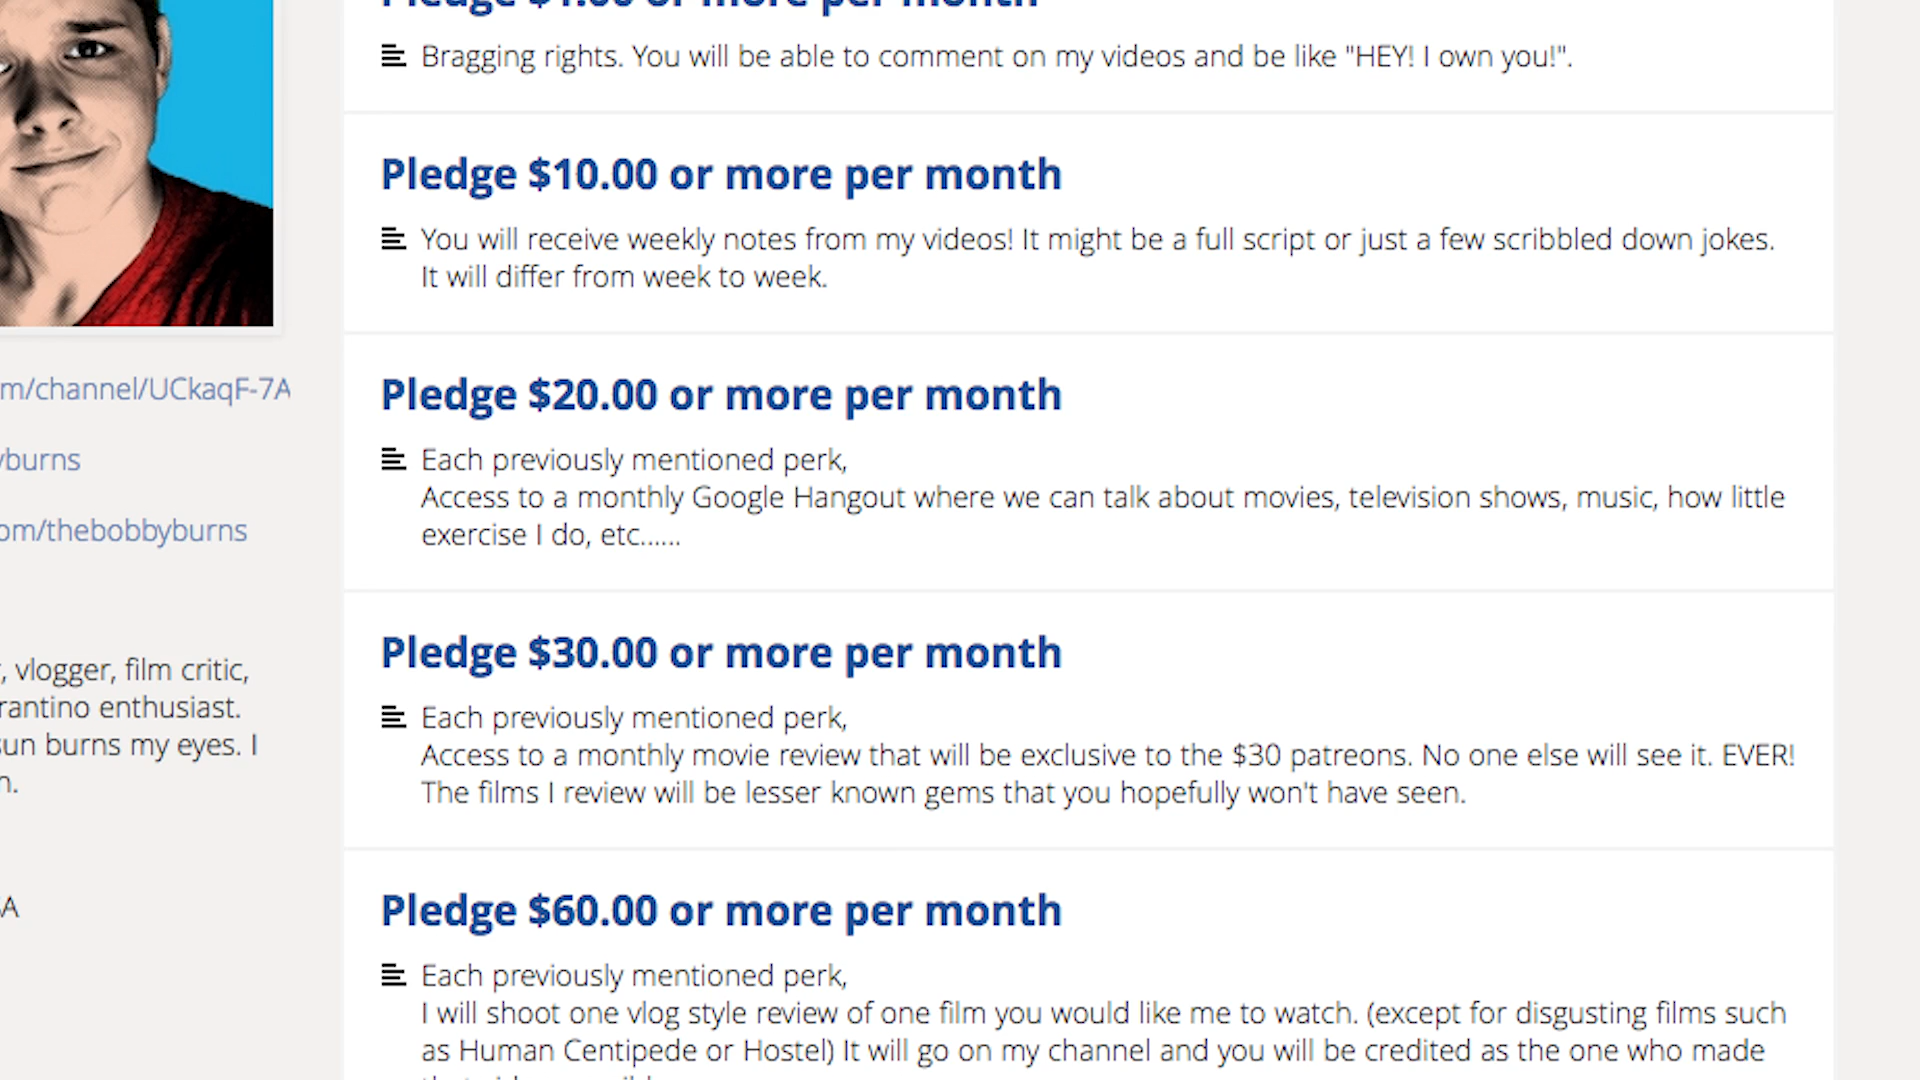 Pledge $1.00 or more per month
Bragging rights. You will be able to comment on my videos and be like "HEY! I own you!".
Pledge $10.00 or more per month
You will receive weekly notes from my videos! It might be a full script or just a few scribbled down jokes.
It will differ from week to week.
Pledge $20.00 or more per month
Each previously mentioned perk,
Access to a monthly Google Hangout where we can talk about movies, television shows, music, how little
exercise I do, etc......
Pledge $30.00 or more per month
Each previously mentioned perk,
Access to a monthly movie review that will be exclusive to the $30 patreons. No one else will see it. EVER!
The films I review will be lesser known gems that you hopefully won't have seen.
Pledge $60.00 or more per month
Each previously mentioned perk,
I will shoot one vlog style review of one film you would like me to watch. (except for disgusting films such
as Human Centipede or Hostel) It will go on my channel and you will be credited as the one who made
m/channel/UCkaqF-7A
yburns
om/thebobbyburns
, vlogger, film critic,
rantino enthusiast.
sun burns my eyes. I
n.
SA